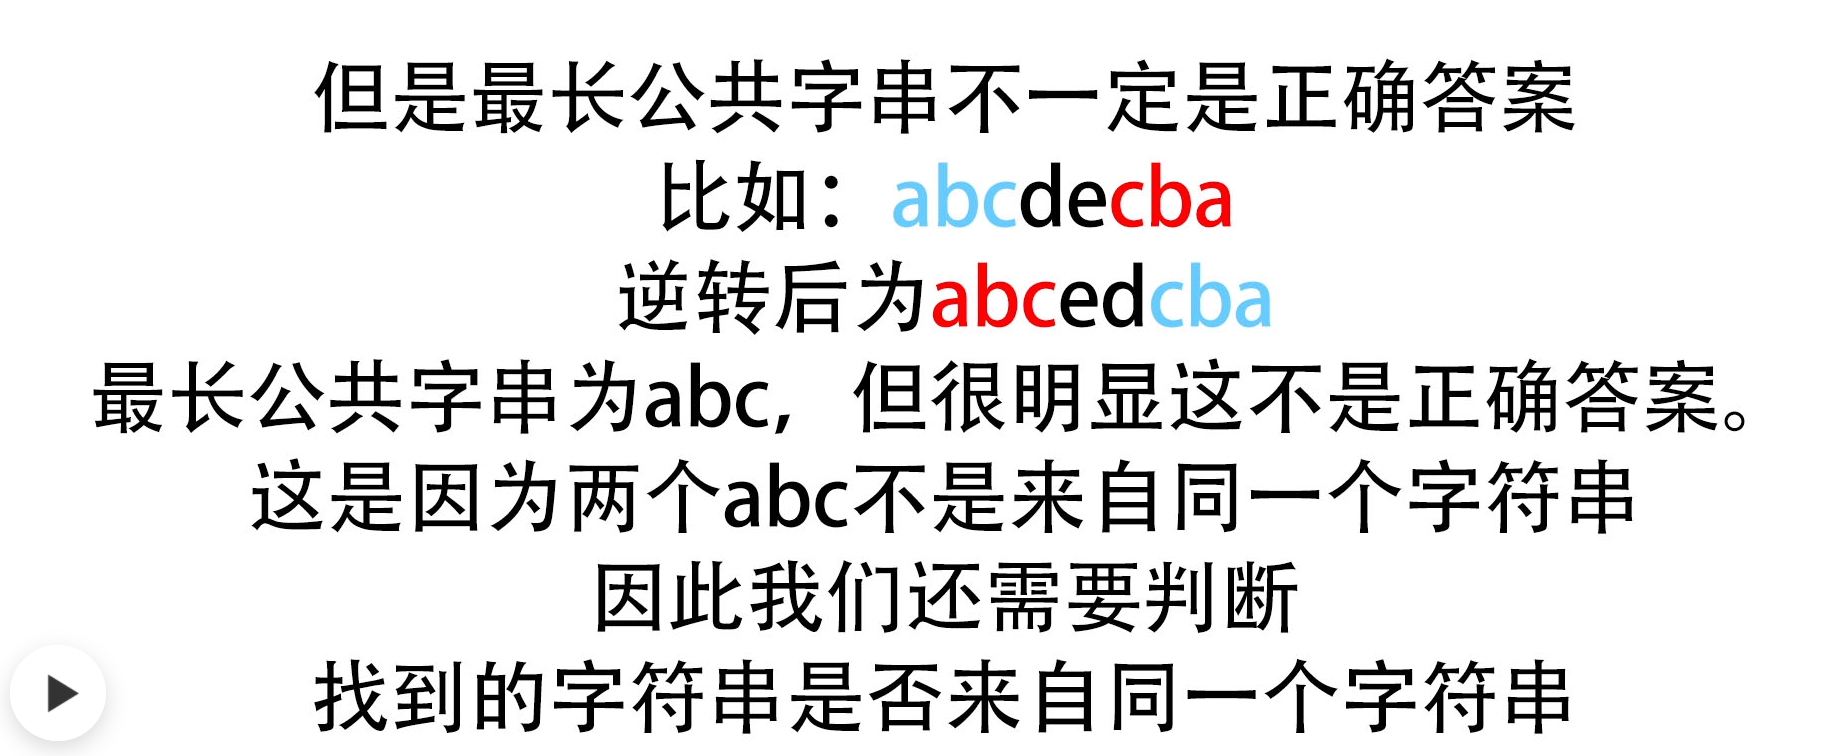 但是最长公共字串不一定是正确答案
比如：abcdecba
逆转后为abcedcba
最长公共字串为abc，但很明显这不是正确答案。
这是因为两个abc不是来自同一个字符串
因此我们还需要判断
找到的字符串是否来自同一个字符串